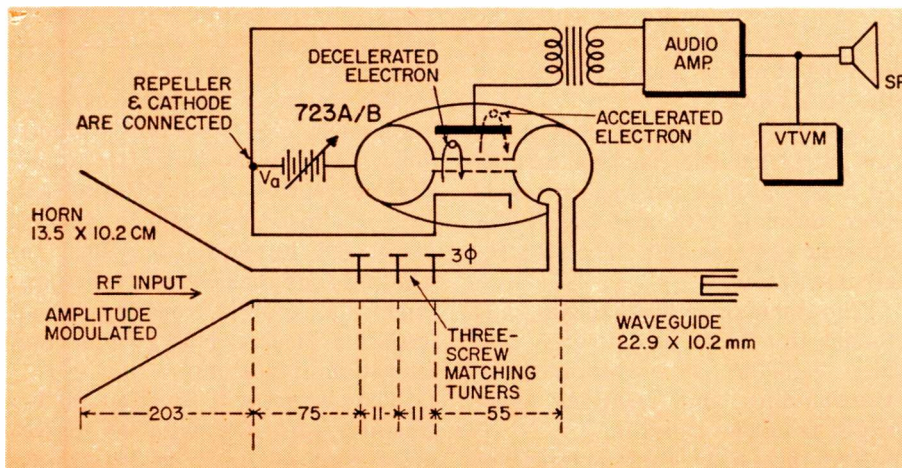 DECELERATED
ELECTRON
AUDIO
AMP.
SP
REPELLER
& CATHODE
ARE CONNECTED
723A/B
ACCELERATED
ELECTRON
VTVM
Va
HORN
13.5 X 10.2 CM
3Φ
RF INPUT
AMPLITUDE
MODULATED
THREE-
SCREW
MATCHING
TUNERS
WAVEGUIDE
22.9 X 10.2 mm
203
75
11
11
55